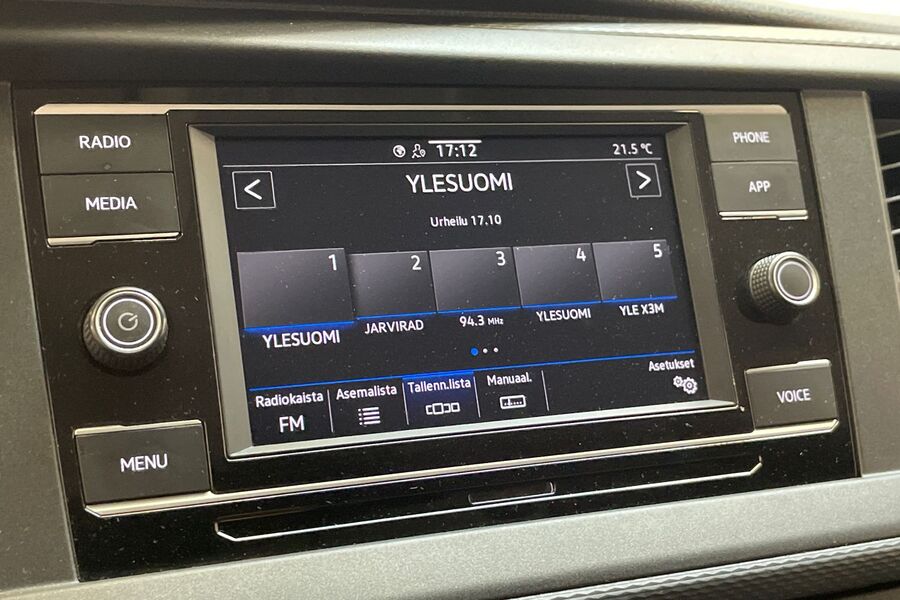 RADIO
MEDIA
MENU
17:12
21.5 °C
<
YLESUOMI
>
Urheilu 17.10
1
2
3
4
5
YLESUOMI
JARVIRAD
94.3 MHz
YLESUOMI
YLE X3M
Radiokaista
FM
Asemalista
Tallenn.lista
Manuaal.
Asetukset
PHONE
APP
VOICE